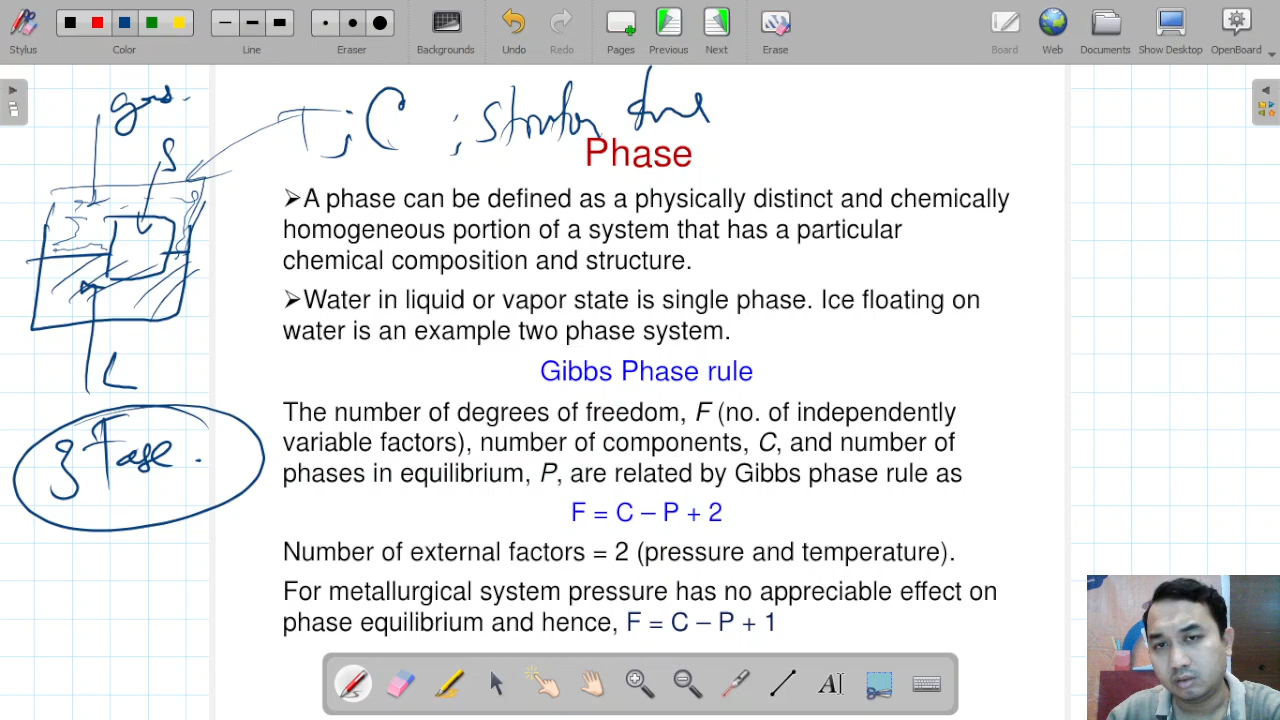 Stylus Color Line Eraser Backgrounds Undo Redo Pages Previous Next Erase Board Web Documents Show Desktop OpenBoard
gas.
T ; C ; struktur
S
Phase
➢A phase can be defined as a physically distinct and chemically
homogeneous portion of a system that has a particular
chemical composition and structure.
➢Water in liquid or vapor state is single phase. Ice floating on
water is an example two phase system.
L
Gibbs Phase rule
The number of degrees of freedom, F (no. of independently
variable factors), number of components, C, and number of
phases in equilibrium, P, are related by Gibbs phase rule as
3 Fase.
F = C – P + 2
Number of external factors = 2 (pressure and temperature).
For metallurgical system pressure has no appreciable effect on
phase equilibrium and hence, F = C – P + 1